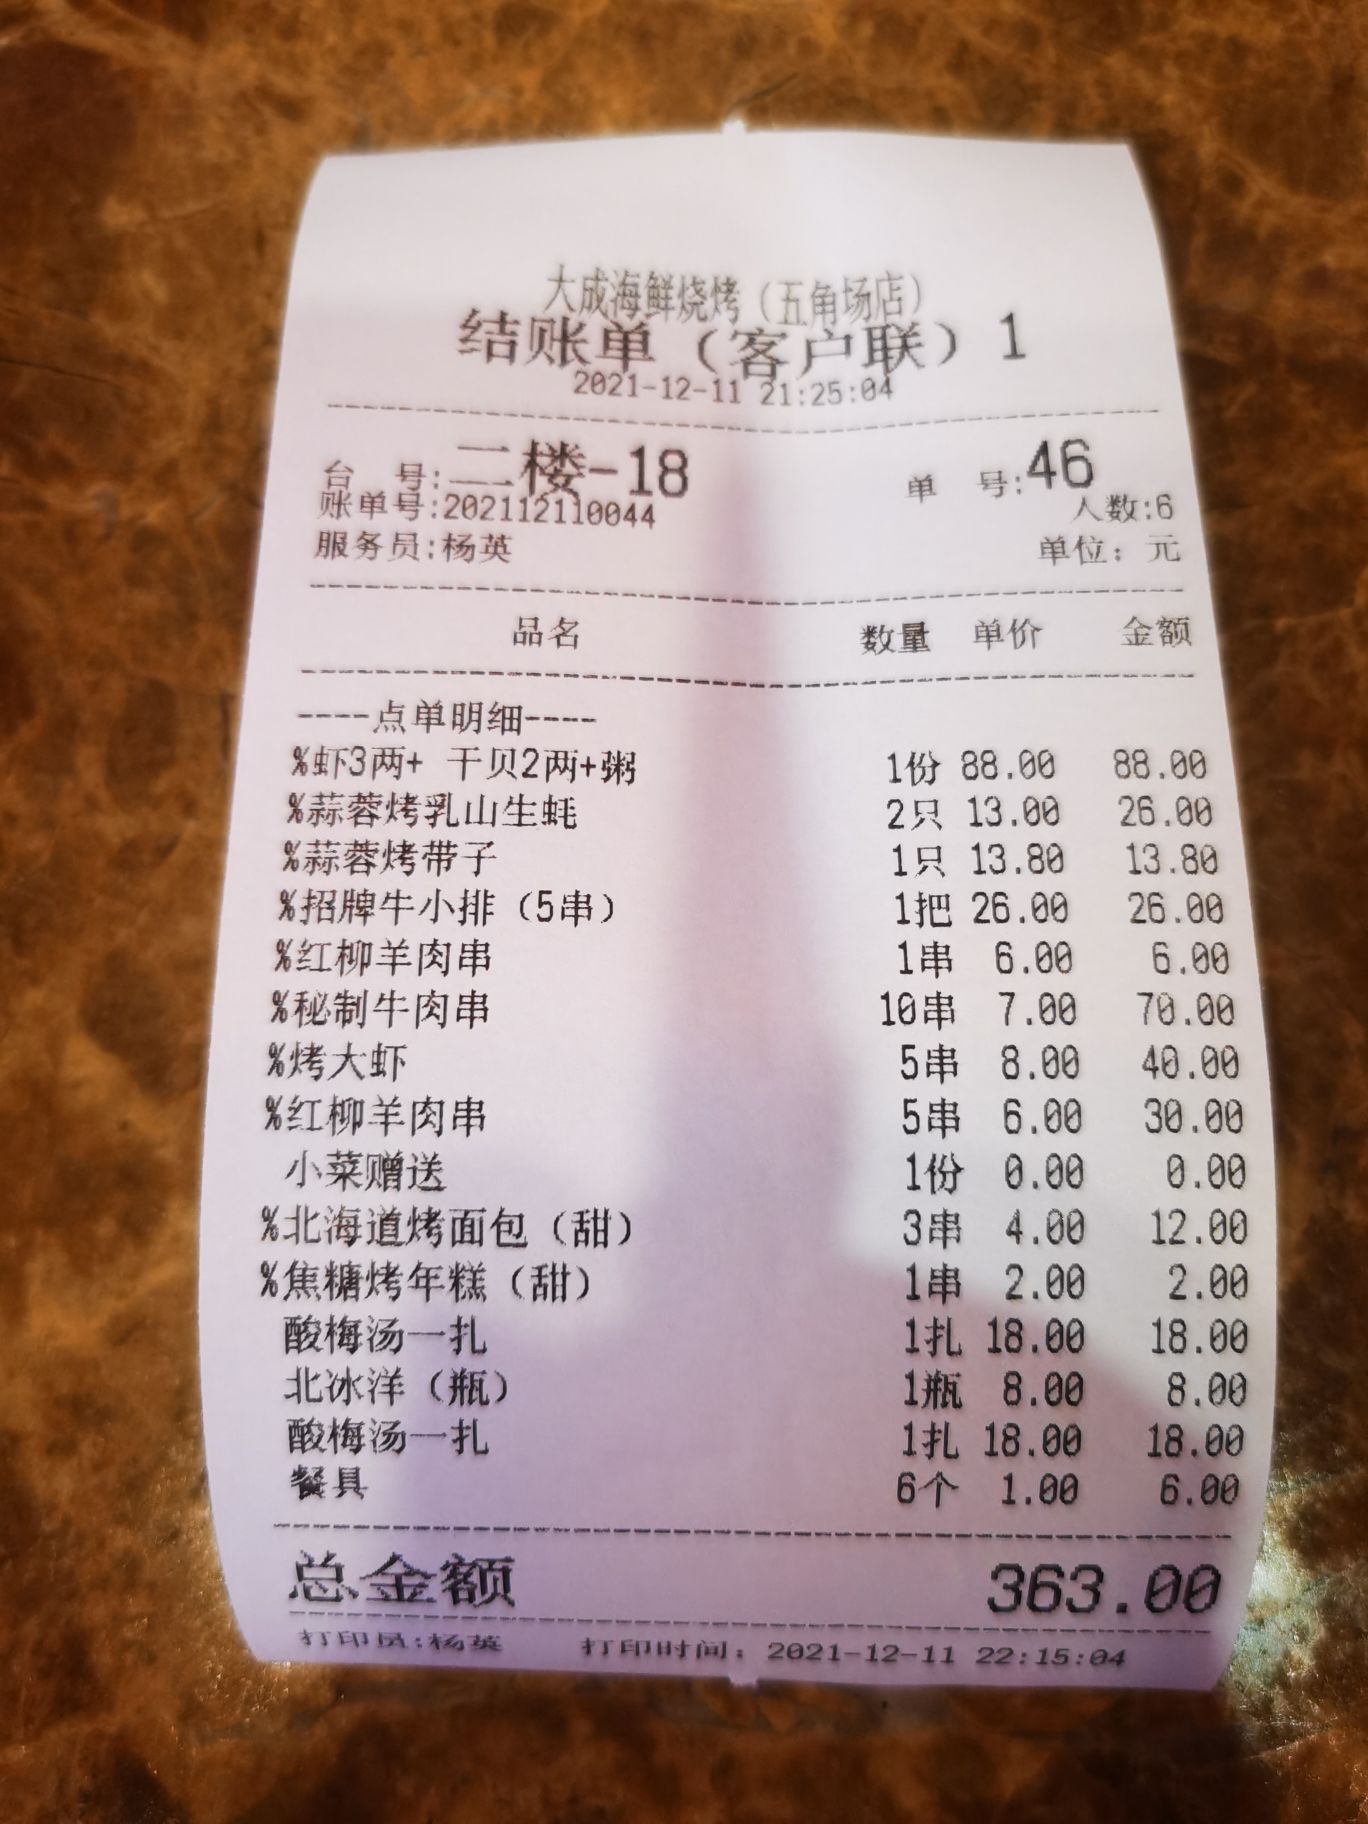 大成海鲜烧烤（五角场店）
结账单（客户联）1
2021-12-11 21:25:04
台 号:二楼-18 单 号:46
账单号:202112110044 人数:6
服务员:杨英 单位：元
品名 数量 单价 金额
----点单明细----
%虾3两+ 干贝2两+粥 1份 88.00 88.00
%蒜蓉烤乳山生蚝 2只 13.00 26.00
%蒜蓉烤带子 1只 13.80 13.80
%招牌牛小排（5串） 1把 26.00 26.00
%红柳羊肉串 1串 6.00 6.00
%秘制牛肉串 10串 7.00 70.00
%烤大虾 5串 8.00 40.00
%红柳羊肉串 5串 6.00 30.00
小菜赠送 1份 0.00 0.00
%北海道烤面包（甜） 3串 4.00 12.00
%焦糖烤年糕（甜） 1串 2.00 2.00
酸梅汤一扎 1扎 18.00 18.00
北冰洋（瓶） 1瓶 8.00 8.00
酸梅汤一扎 1扎 18.00 18.00
餐具 6个 1.00 6.00
总金额 363.00
打印员:杨英 打印时间：2021-12-11 22:15:04